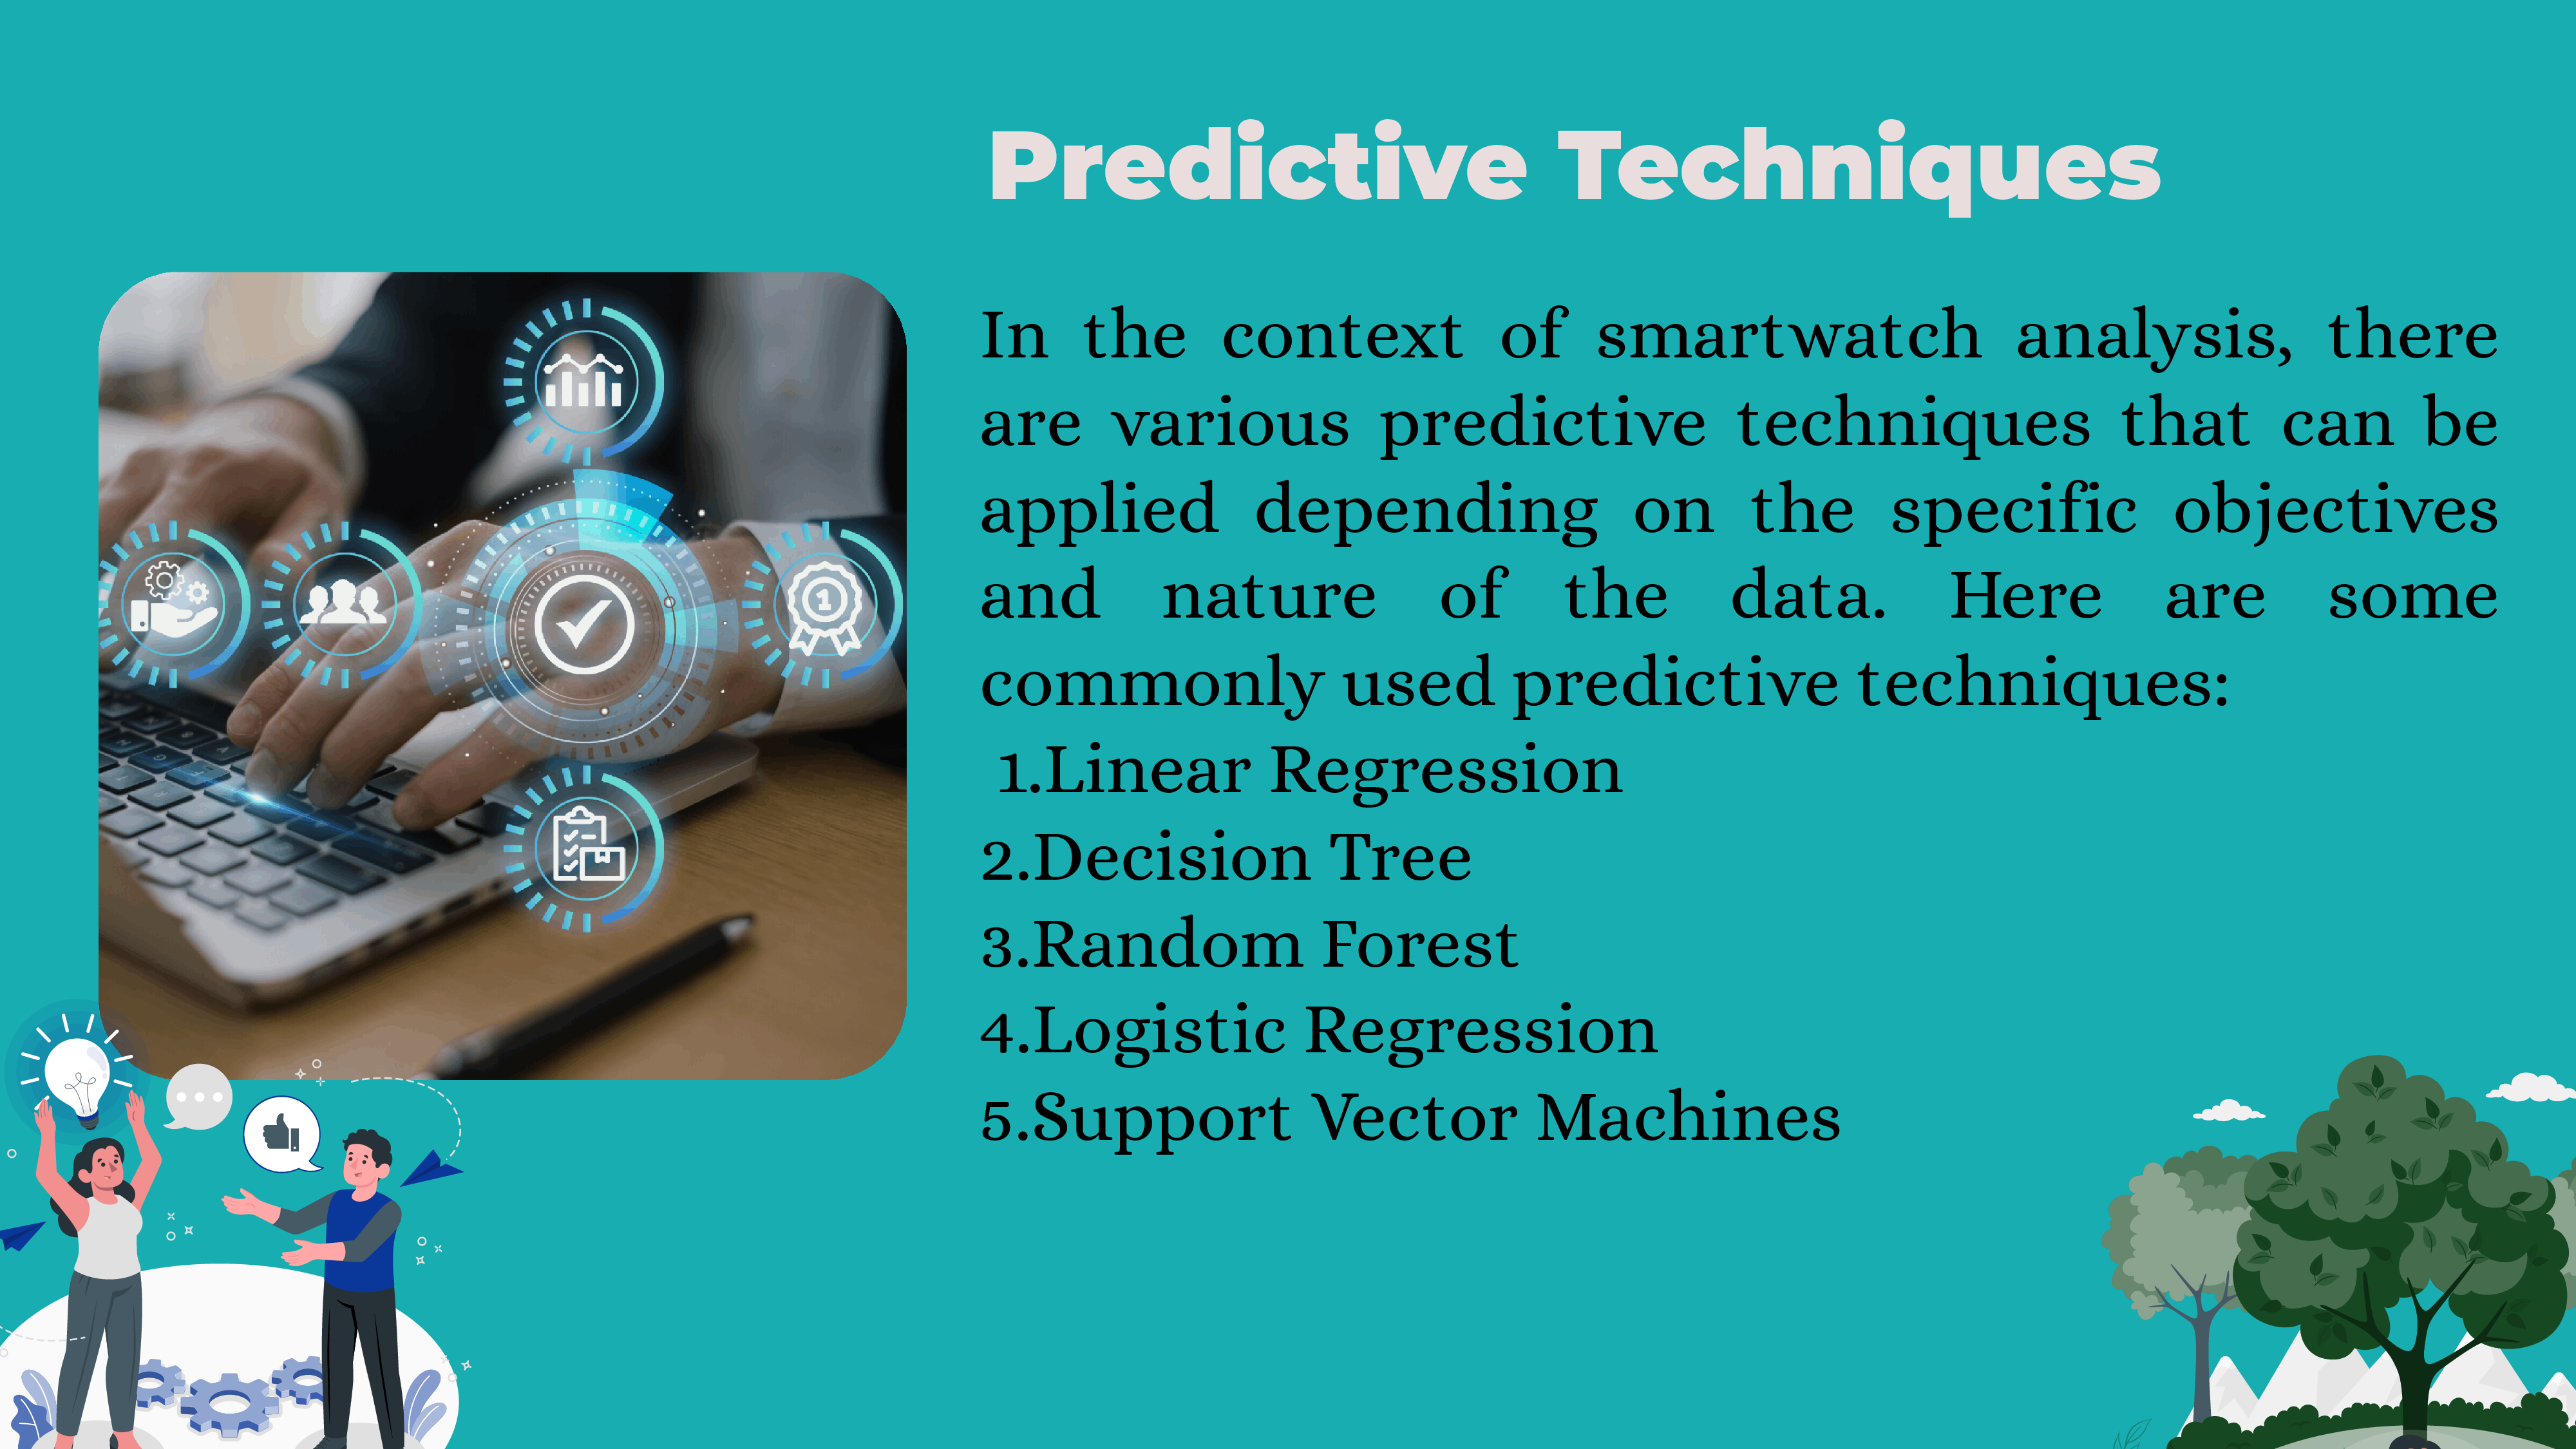 Predictive Techniques
In the context of smartwatch analysis, there
are various predictive techniques that can be
applied depending on the specific objectives
and nature of the data. Here are some
commonly used predictive techniques:
1.Linear Regression
2.Decision Tree
3.Random Forest
4.Logistic Regression
5.Support Vector Machines
1